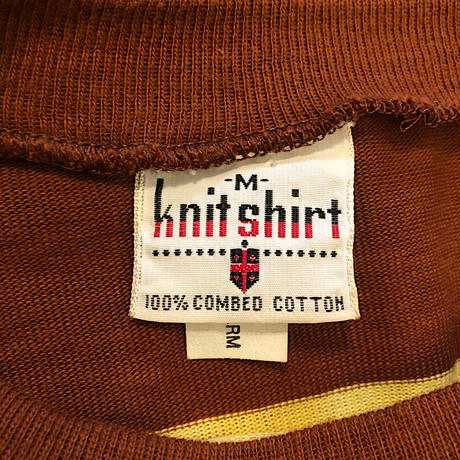 -M-
knit shirt
100% COMBED COTTON
RM